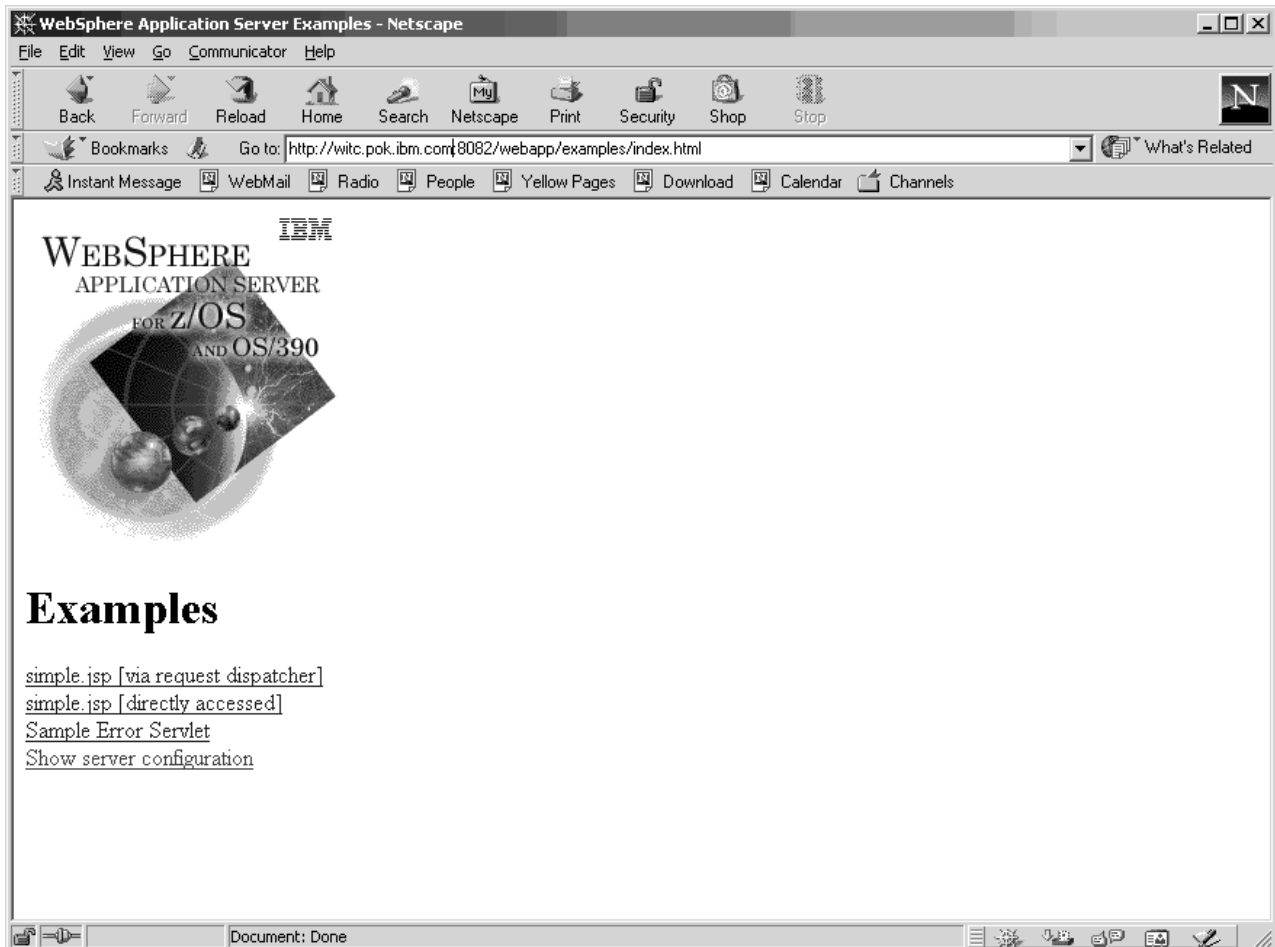 WebSphere Application Server Examples - Netscape
File Edit View Go Communicator Help
Back Forward Reload Home Search Netscape Print Security Shop Stop
My
N
Bookmarks Go to: http://witc.pok.ibm.com:8082/webapp/examples/index.html What's Related
Instant Message WebMail Radio People Yellow Pages Download Calendar Channels
IBM
WEBSPHERE
APPLICATION SERVER
FOR z/OS
AND OS/390
Examples
simple.jsp [via request dispatcher]
simple.jsp [directly accessed]
Sample Error Servlet
Show server configuration
Document: Done